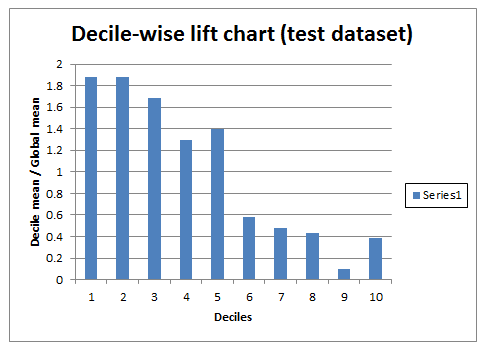 Decile-wise lift chart (test dataset)
Decile mean / Global mean
2
1.8
1.6
1.4
1.2
1
0.8
0.6
0.4
0.2
0
1 2 3 4 5 6 7 8 9 10
Deciles
Series1